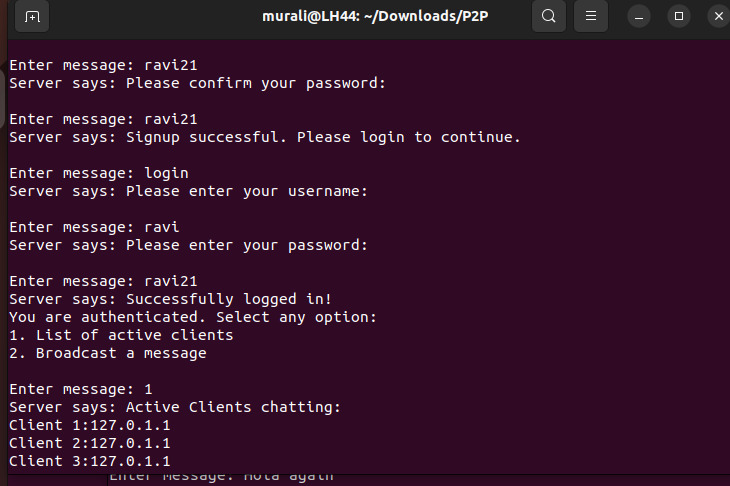 murali@LH44: ~/Downloads/P2P
Enter message: ravi21
Server says: Please confirm your password:
Enter message: ravi21
Server says: Signup successful. Please login to continue.
Enter message: login
Server says: Please enter your username:
Enter message: ravi
Server says: Please enter your password:
Enter message: ravi21
Server says: Successfully logged in!
You are authenticated. Select any option:
1. List of active clients
2. Broadcast a message
Enter message: 1
Server says: Active Clients chatting:
Client 1:127.0.1.1
Client 2:127.0.1.1
Client 3:127.0.1.1
Enter Message: Hola again